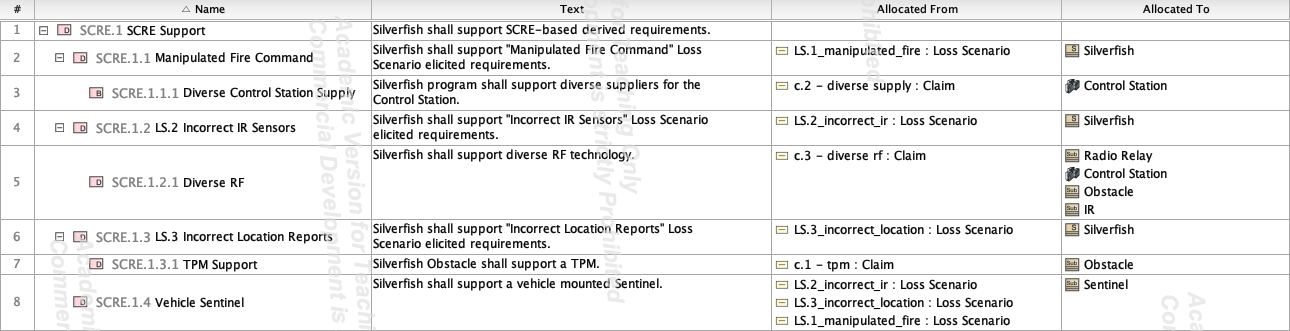 # △ Name Text Allocated From Allocated To
1 D SCRE.1 SCRE Support Silverfish shall support SCRE-based derived requirements.
2 D SCRE.1.1 Manipulated Fire Command Silverfish shall support "Manipulated Fire Command" Loss LS.1_manipulated_fire : Loss Scenario S Silverfish
Scenario elicited requirements.
3 B SCRE.1.1.1 Diverse Control Station Supply Silverfish program shall support diverse suppliers for the c.2 - diverse supply : Claim Control Station
Control Station.
4 D SCRE.1.2 LS.2 Incorrect IR Sensors Silverfish shall support "Incorrect IR Sensors" Loss Scenario LS.2_incorrect_ir : Loss Scenario S Silverfish
elicited requirements.
5 D SCRE.1.2.1 Diverse RF Silverfish shall support diverse RF technology. c.3 - diverse rf : Claim Sub Radio Relay
Control Station
Sub Obstacle
Sub IR
6 D SCRE.1.3 LS.3 Incorrect Location Reports Silverfish shall support "Incorrect Location Reports" Loss LS.3_incorrect_location : Loss Scenario S Silverfish
Scenario elicited requirements.
7 D SCRE.1.3.1 TPM Support Silverfish Obstacle shall support a TPM. c.1 - tpm : Claim Sub Obstacle
8 D SCRE.1.4 Vehicle Sentinel Silverfish shall support a vehicle mounted Sentinel. LS.2_incorrect_ir : Loss Scenario Sub Sentinel
LS.3_incorrect_location : Loss Scenario
LS.1_manipulated_fire : Loss Scenario
Academic Version for Teachi
Commercial Development is
for Teaching Only
is strictly Prohibited